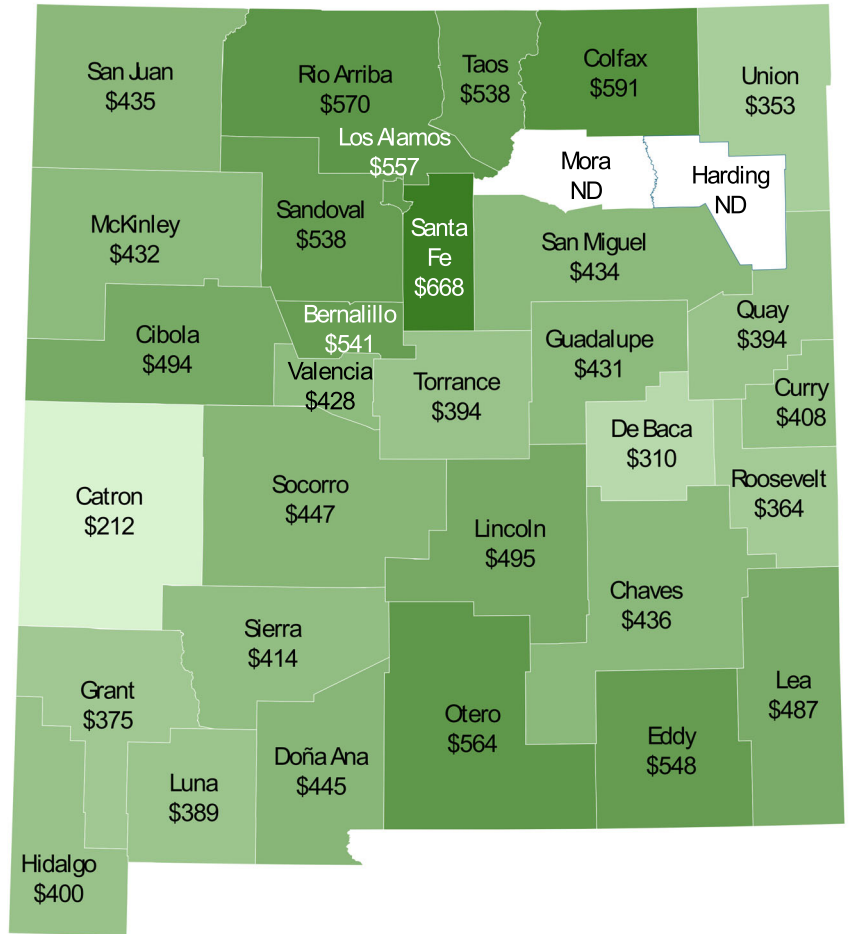 San Juan
$435
Rio Arriba
$570
Taos
$538
Colfax
$591
Union
$353
Los Alamos
$557
Mora
ND
Harding
ND
McKinley
$432
Sandoval
$538
Santa
Fe
$668
San Miguel
$434
Cibola
$494
Bernalillo
$541
Quay
$394
Valencia
$428
Torrance
$394
Guadalupe
$431
Curry
$408
De Baca
$310
Catron
$212
Socorro
$447
Roosevelt
$364
Lincoln
$495
Chaves
$436
Sierra
$414
Grant
$375
Otero
$564
Eddy
$548
Lea
$487
Luna
$389
Doña Ana
$445
Hidalgo
$400